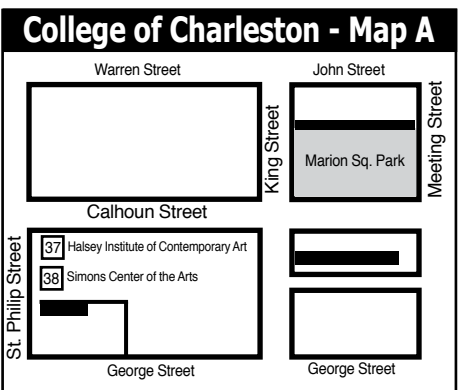 College of Charleston - Map A
Warren Street
John Street
King Street
Meeting Street
Marion Sq. Park
Calhoun Street
St. Philip Street
37 Halsey Institute of Contemporary Art
38 Simons Center of the Arts
George Street
George Street